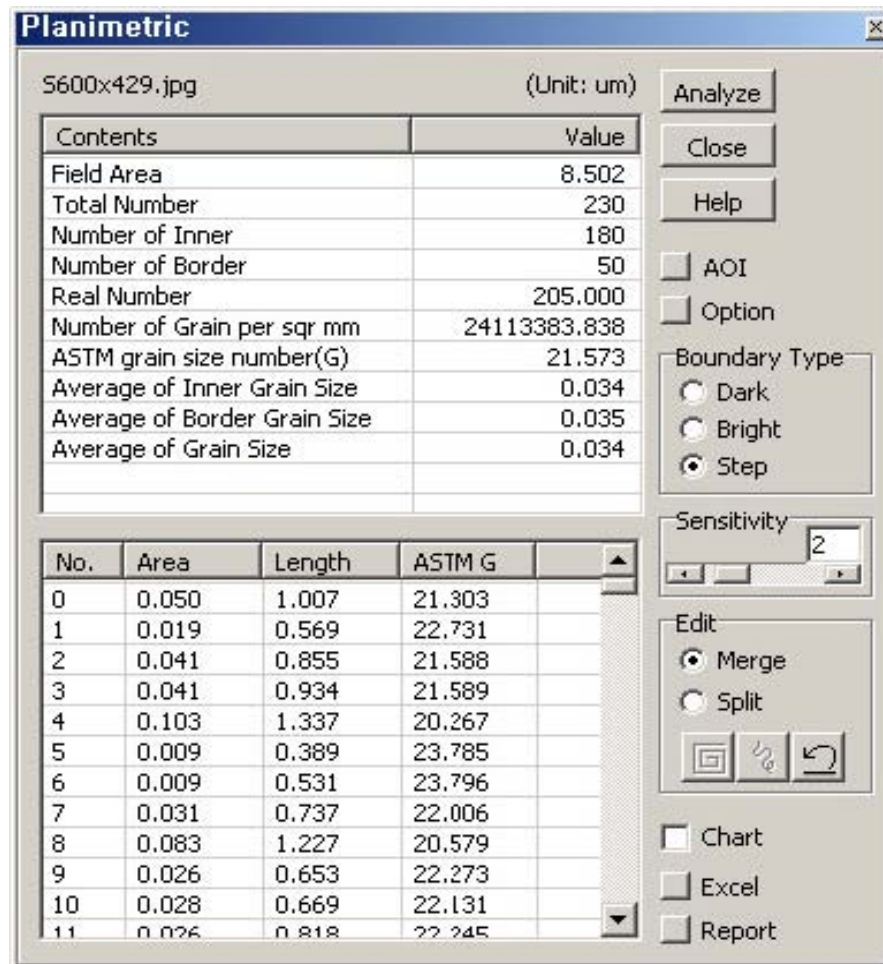 Planimetric
S600x429.jpg (Unit: um)
Contents Value
Field Area 8.502
Total Number 230
Number of Inner 180
Number of Border 50
Real Number 205.000
Number of Grain per sqr mm 24113383.838
ASTM grain size number(G) 21.573
Average of Inner Grain Size 0.034
Average of Border Grain Size 0.035
Average of Grain Size 0.034
No. Area Length ASTM G
0 0.050 1.007 21.303
1 0.019 0.569 22.731
2 0.041 0.855 21.588
3 0.041 0.934 21.589
4 0.103 1.337 20.267
5 0.009 0.389 23.785
6 0.009 0.531 23.796
7 0.031 0.737 22.006
8 0.083 1.227 20.579
9 0.026 0.653 22.273
10 0.028 0.669 22.131
11 0.026 0.818 22.245
Analyze
Close
Help
AOI
Option
Boundary Type
Dark
Bright
Step
Sensitivity
2
Edit
Merge
Split
Chart
Excel
Report